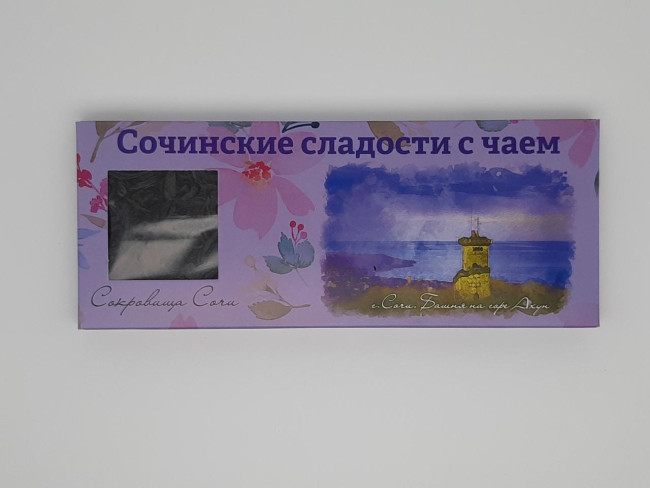 Сочинские сладости с чаем
Сокровища Сочи
г. Сочи. Башня на горе Ахун